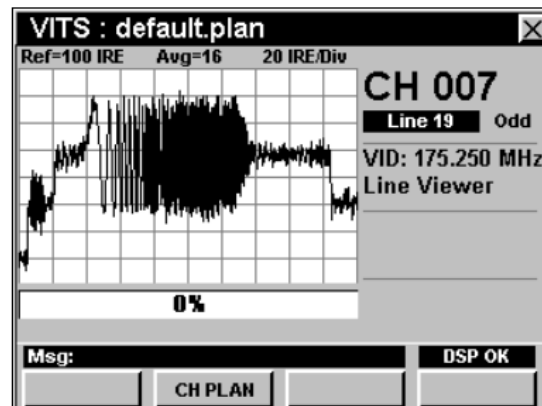 VITS : default.plan
Ref=100 IRE Avg=16 20 IRE/Div
CH 007
Line 19 Odd
VID: 175.250 MHz
Line Viewer
0%
Msg: DSP OK
CH PLAN